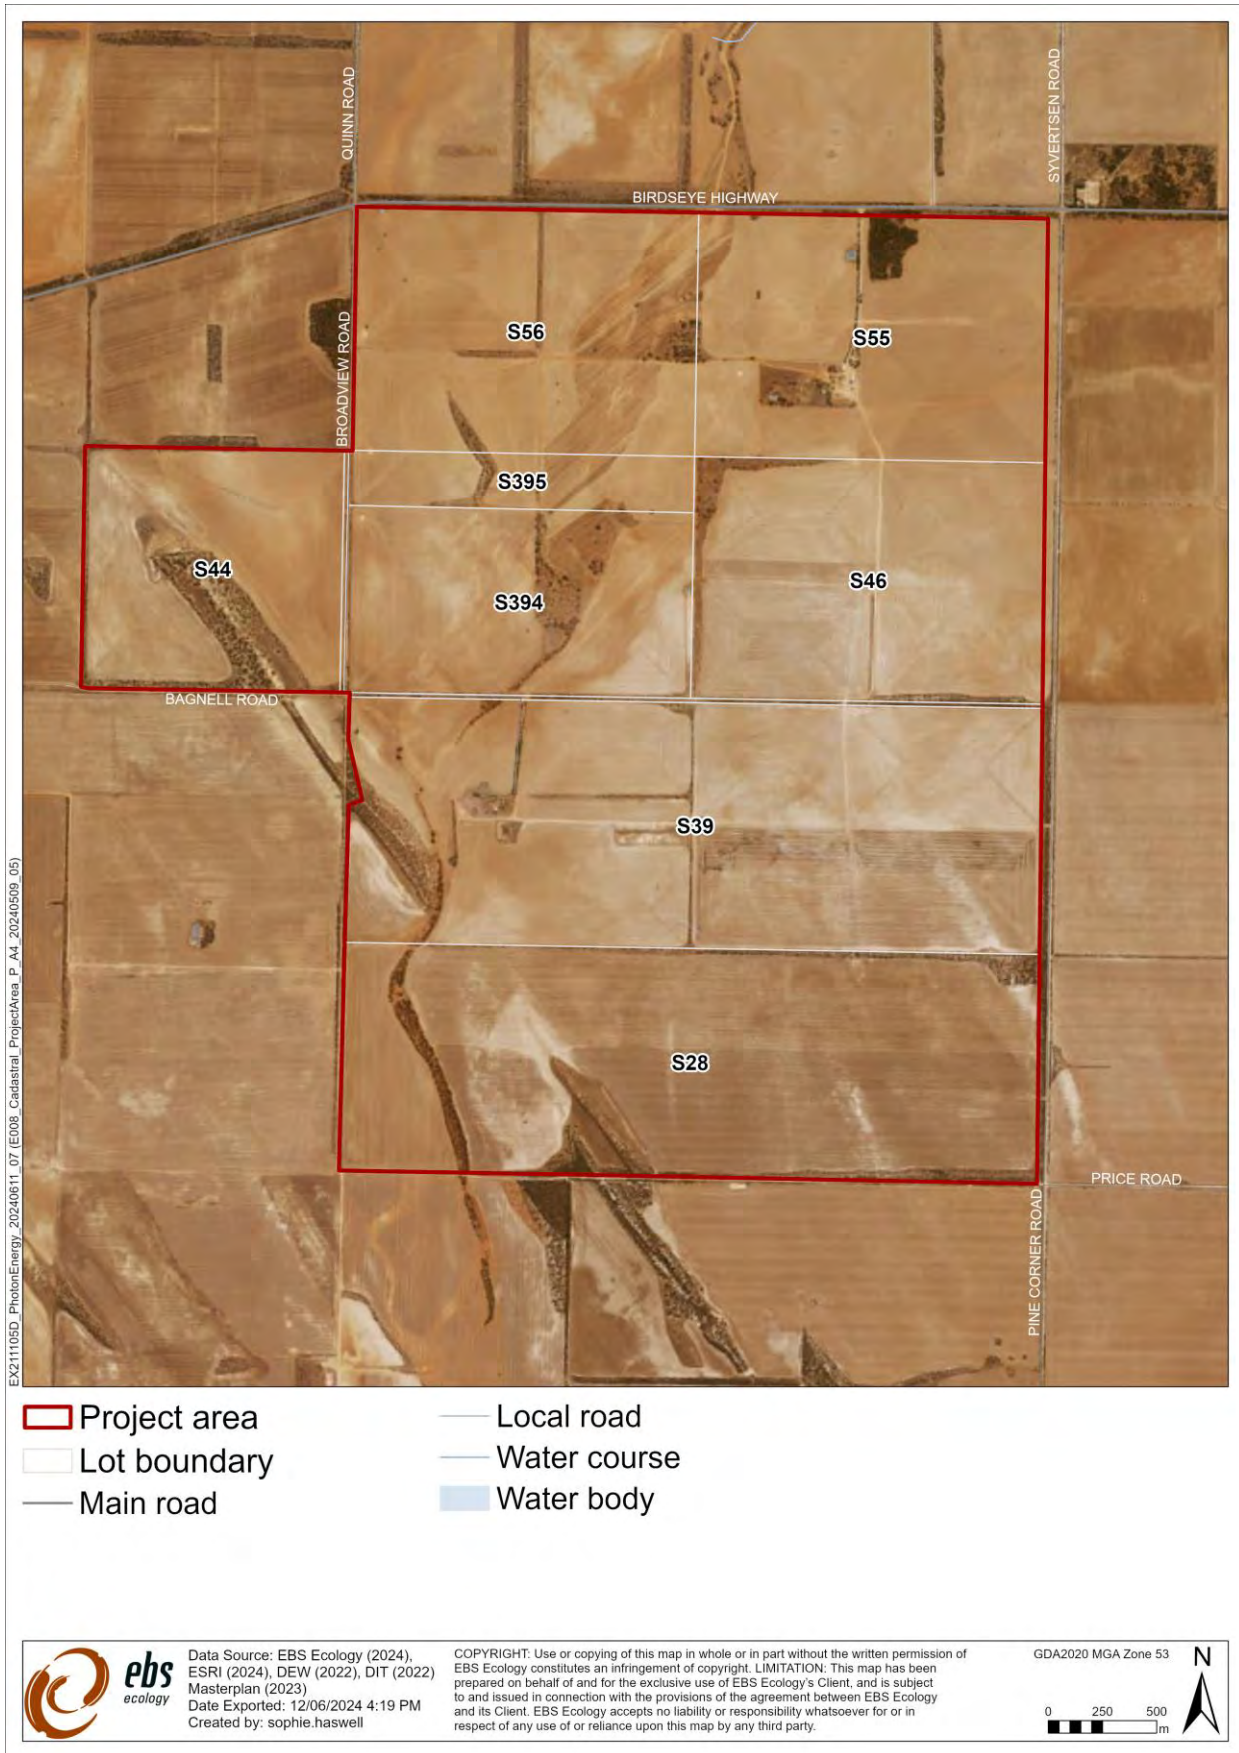 QUINN ROAD
SYVERTSEN ROAD
BIRDSEYE HIGHWAY
BROADVIEW ROAD
S56
S55
S395
S44
S394
S46
BAGNELL ROAD
S39
S28
PRICE ROAD
PINE CORNER ROAD
EX211105D_PhotonEnergy_20240611_07 (E008_Cadastral_ProjectArea_P_A4_20240509_05)
Project area
Lot boundary
Main road
Local road
Water course
Water body
ebs
ecology
Data Source: EBS Ecology (2024),
ESRI (2024), DEW (2022), DIT (2022)
Masterplan (2023)
Date Exported: 12/06/2024 4:19 PM
Created by: sophie.haswell
COPYRIGHT: Use or copying of this map in whole or in part without the written permission of
EBS Ecology constitutes an infringement of copyright. LIMITATION: This map has been
prepared on behalf of and for the exclusive use of EBS Ecology's Client, and is subject
to and issued in connection with the provisions of the agreement between EBS Ecology
and its Client. EBS Ecology accepts no liability or responsibility whatsoever for or in
respect of any use of or reliance upon this map by any third party.
GDA2020 MGA Zone 53
N
0 250 500
m